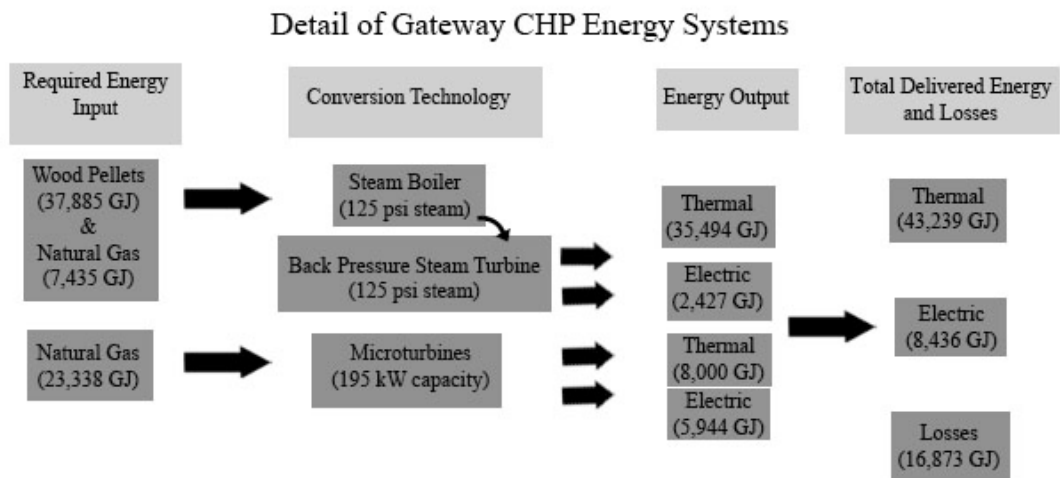 Detail of Gateway CHP Energy Systems
Required Energy
Input
Conversion Technology
Energy Output
Total Delivered Energy
and Losses
Wood Pellets
(37,885 GJ)
&
Natural Gas
(7,435 GJ)
Steam Boiler
(125 psi steam)
Back Pressure Steam Turbine
(125 psi steam)
Thermal
(35,494 GJ)
Electric
(2,427 GJ)
Thermal
(43,239 GJ)
Electric
(8,436 GJ)
Natural Gas
(23,338 GJ)
Microturbines
(195 kW capacity)
Thermal
(8,000 GJ)
Electric
(5,944 GJ)
Losses
(16,873 GJ)